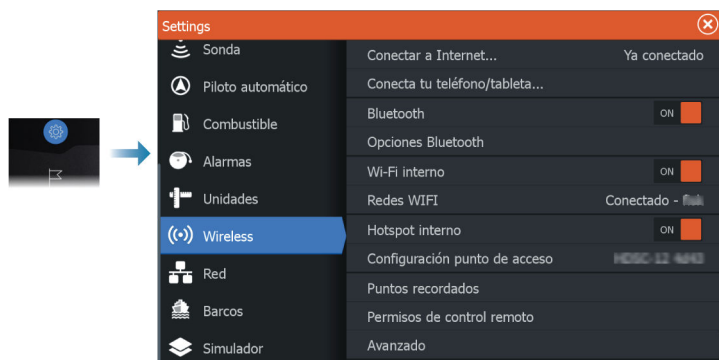 Settings
Sonda
Piloto automático
Combustible
Alarmas
Unidades
Wireless
Red
Barcos
Simulador
Conectar a Internet... Ya conectado
Conecta tu teléfono/tableta...
Bluetooth ON
Opciones Bluetooth
Wi-Fi interno ON
Redes WIFI Conectado -
Hotspot interno ON
Configuración punto de acceso
Puntos recordados
Permisos de control remoto
Avanzado